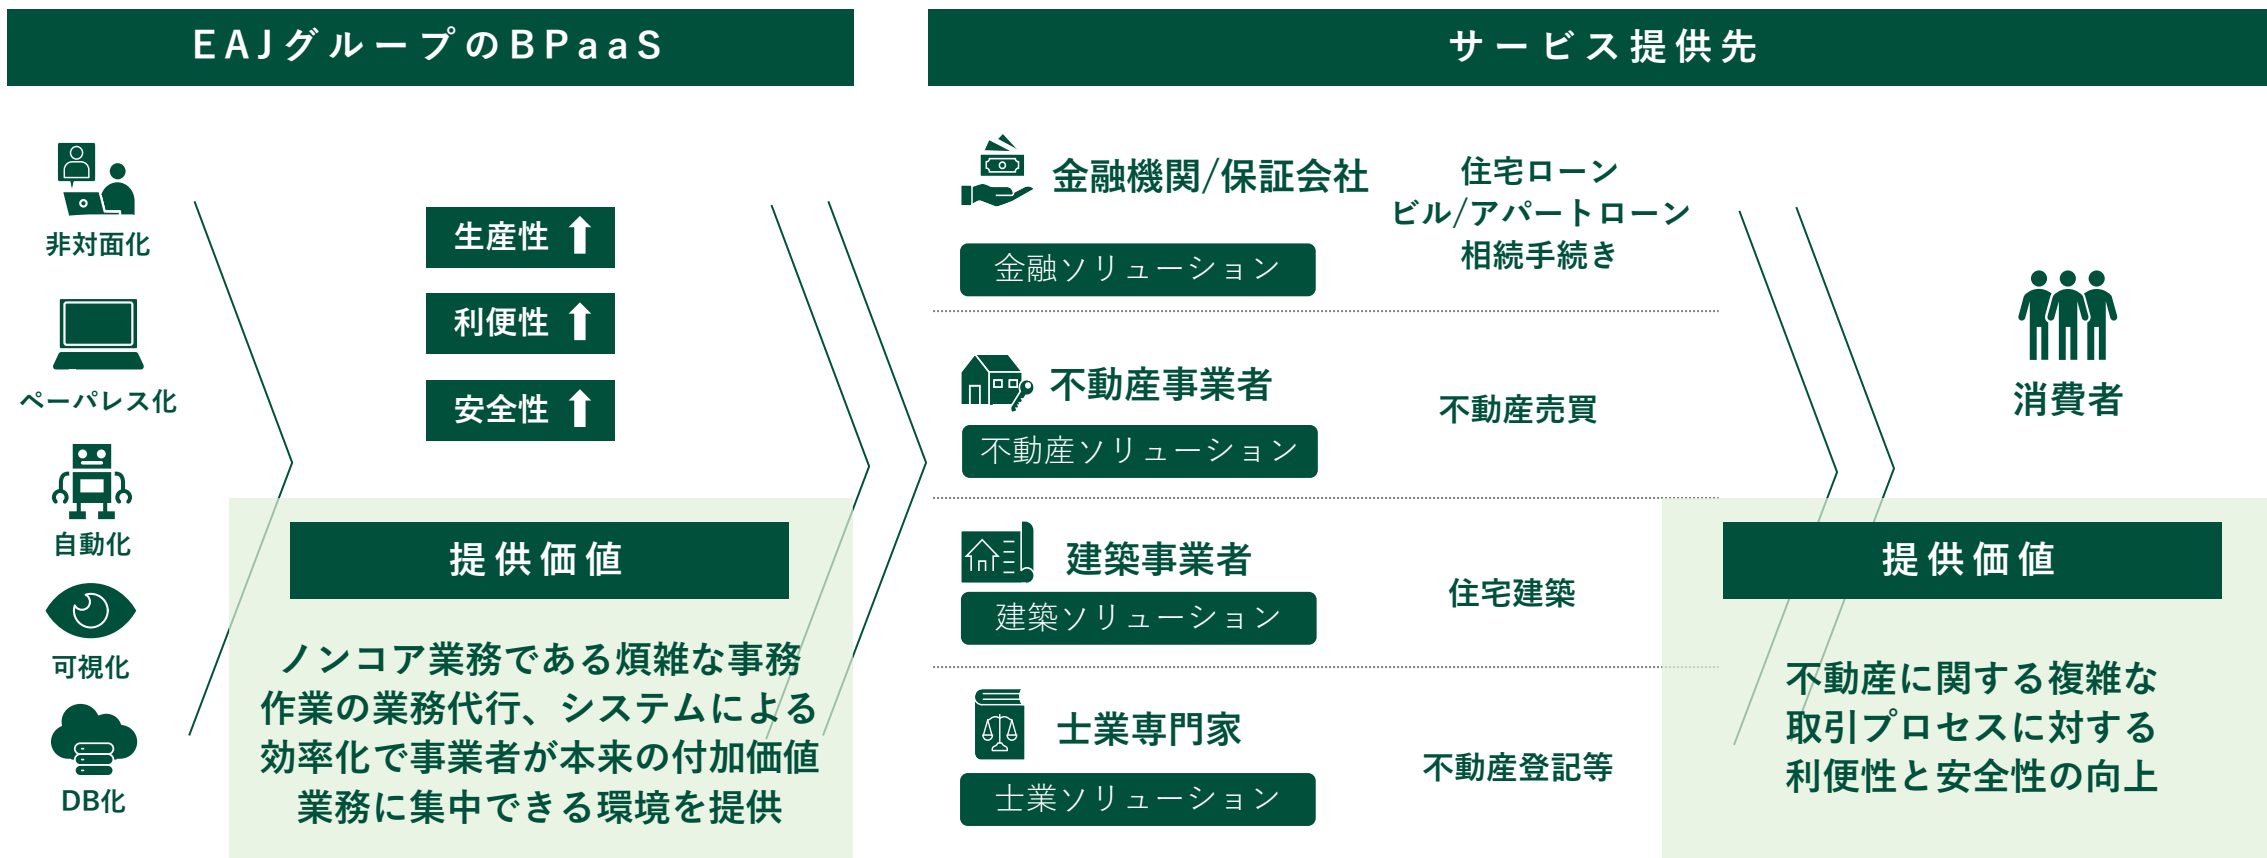 EAJグループのBPaaS
非対面化
ペーパレス化
自動化
可視化
DB化
生産性
利便性
安全性
提供価値
ノンコア業務である煩雑な事務
作業の業務代行、システムによる
効率化で事業者が本来の付加価値
業務に集中できる環境を提供
サービス提供先
金融機関/保証会社
金融ソリューション
住宅ローン
ビル/アパートローン
相続手続き
不動産事業者
不動産ソリューション
不動産売買
建築事業者
建築ソリューション
住宅建築
士業専門家
士業ソリューション
不動産登記等
消費者
提供価値
不動産に関する複雑な
取引プロセスに対する
利便性と安全性の向上